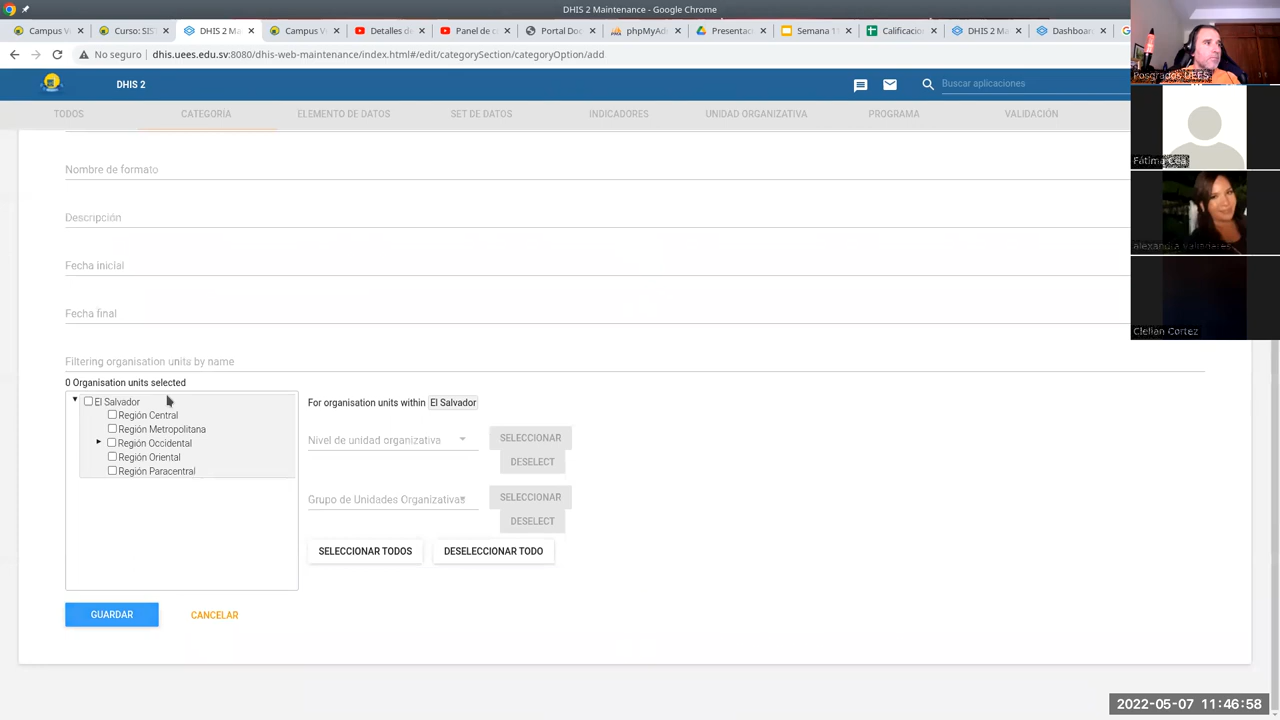 DHIS 2 Maintenance - Google Chrome
Campus V
Curso: SIS
DHIS 2 M
Campus V
Detalles d
Panel de
Portal Do
phpMyAd
Presentac
Semana 1
Calificacio
DHIS 2 Ma
Dashboar
No seguro
dhis.uees.edu.sv:8080/dhis-web-maintenance/index.html#/edit/categorySection/categoryOption/add
DHIS 2
Buscar aplicaciones
TODOS
CATEGORÍA
ELEMENTO DE DATOS
SET DE DATOS
INDICADORES
UNIDAD ORGANIZATIVA
PROGRAMA
VALIDACIÓN
Posgrados UEES
Fátima Cea
Clelian Cortez
Nombre de formato
Descripción
Fecha inicial
Fecha final
Filtering organisation units by name
0 Organisation units selected
El Salvador
Región Central
Región Metropolitana
Región Occidental
Región Oriental
Región Paracentral
For organisation units within El Salvador
Nivel de unidad organizativa
SELECCIONAR
DESELECT
Grupo de Unidades Organizativas
SELECCIONAR
DESELECT
SELECCIONAR TODOS
DESELECCIONAR TODO
GUARDAR
CANCELAR
2022-05-07 11:46:58